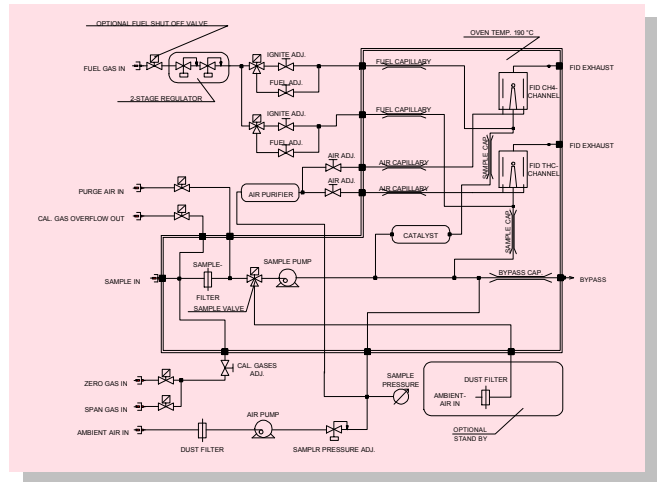 OPTIONAL FUEL SHUT OFF VALVE
OVEN TEMP. 190 °C
FUEL GAS IN
IGNITE ADJ.
FUEL CAPILLARY
FID EXHAUST
FUEL ADJ.
FID CH4-
CHANNEL
2-STAGE REGULATOR
IGNITE ADJ.
FUEL CAPILLARY
FUEL ADJ.
SAMPLE CAP.
FID EXHAUST
AIR ADJ.
AIR CAPILLARY
FID THC-
CHANNEL
AIR ADJ.
AIR CAPILLARY
PURGE AIR IN
AIR PURIFIER
CAL. GAS OVERFLOW OUT
CATALYST
SAMPLE CAP.
SAMPLE-
FILTER
SAMPLE PUMP
BYPASS CAP.
SAMPLE IN
BYPASS
SAMPLE VALVE
CAL. GASES
ADJ.
ZERO GAS IN
SAMPLE
PRESSURE
DUST FILTER
AMBIENT-
AIR IN
SPAN GAS IN
AIR PUMP
AMBIENT AIR IN
OPTIONAL
STAND BY
DUST FILTER
SAMPLR PRESSURE ADJ.